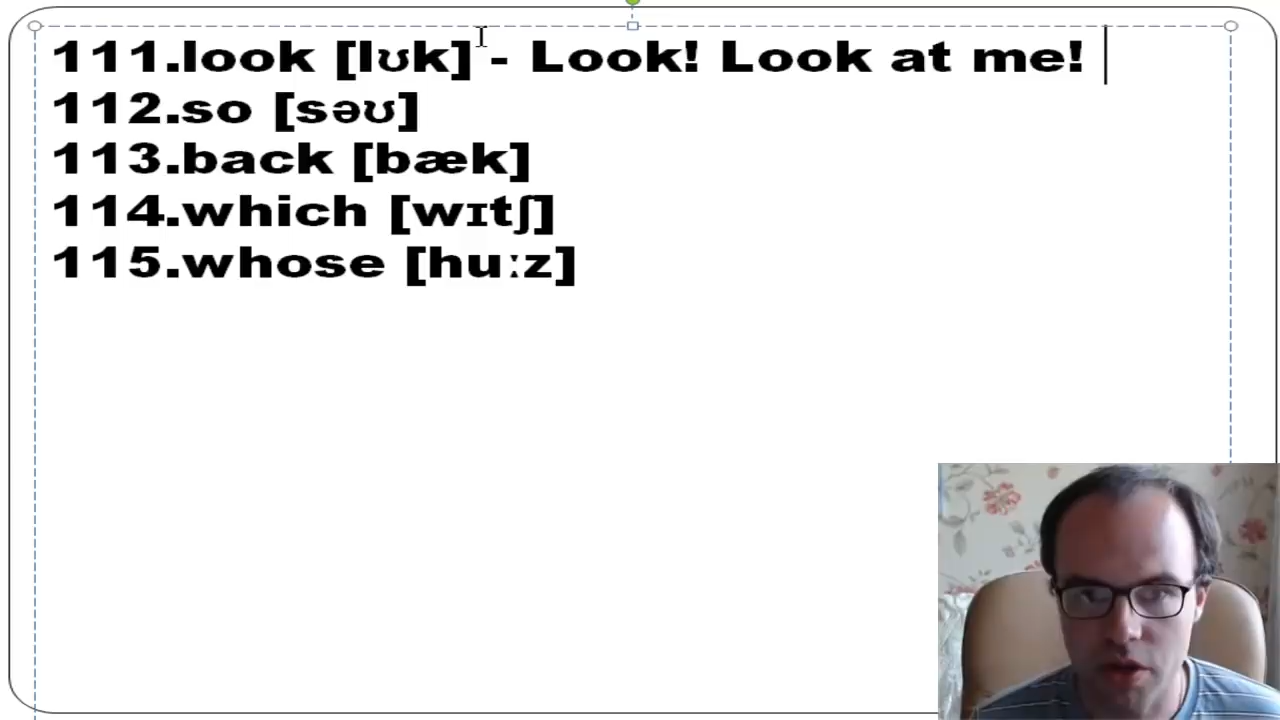 111.look [lʊk] - Look! Look at me!
112.so [səʊ]
113.back [bæk]
114.which [wɪtʃ]
115.whose [huːz]